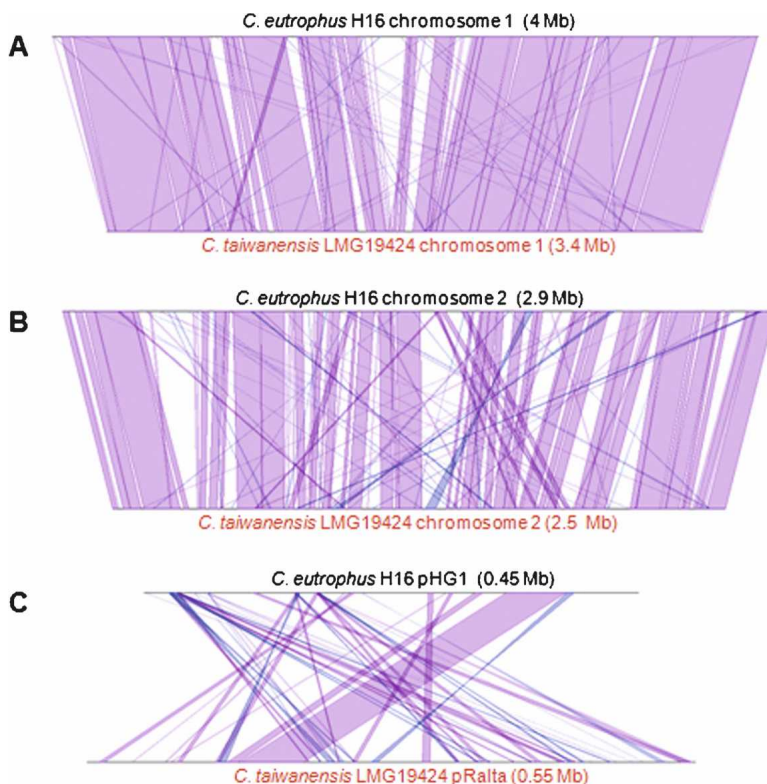 C. eutrophus H16 chromosome 1 (4 Mb)
A
C. taiwanensis LMG19424 chromosome 1 (3.4 Mb)
C. eutrophus H16 chromosome 2 (2.9 Mb)
B
C. taiwanensis LMG19424 chromosome 2 (2.5 Mb)
C. eutrophus H16 pHG1 (0.45 Mb)
C
C. taiwanensis LMG19424 pRalta (0.55 Mb)